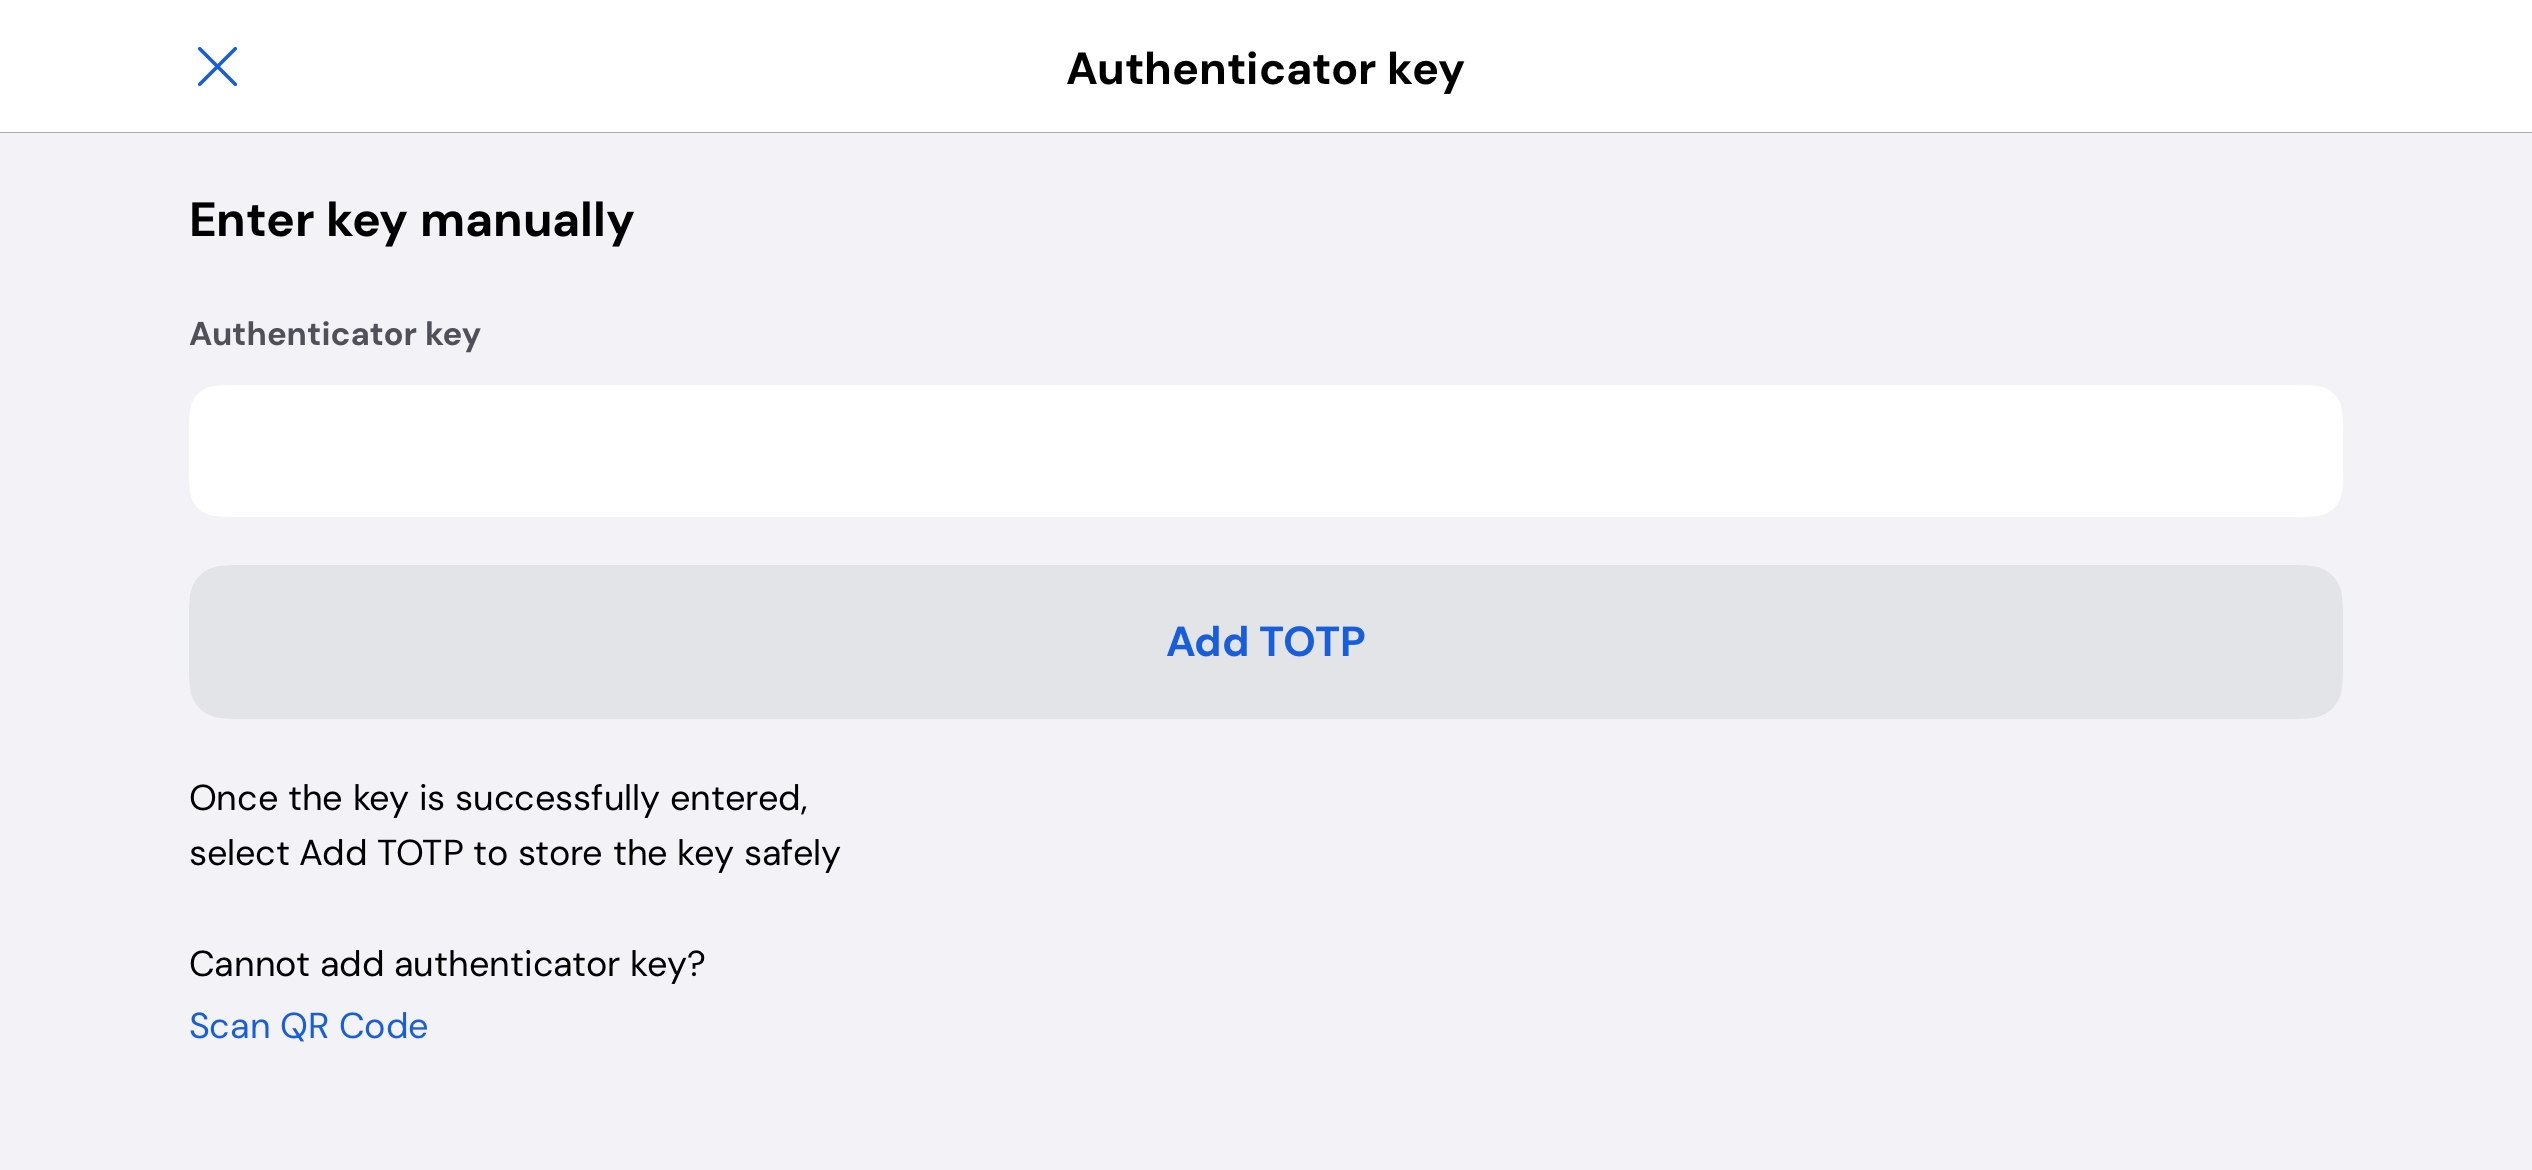 Authenticator key
Enter key manually
Authenticator key
Add TOTP
Once the key is successfully entered,
select Add TOTP to store the key safely
Cannot add authenticator key?
Scan QR Code